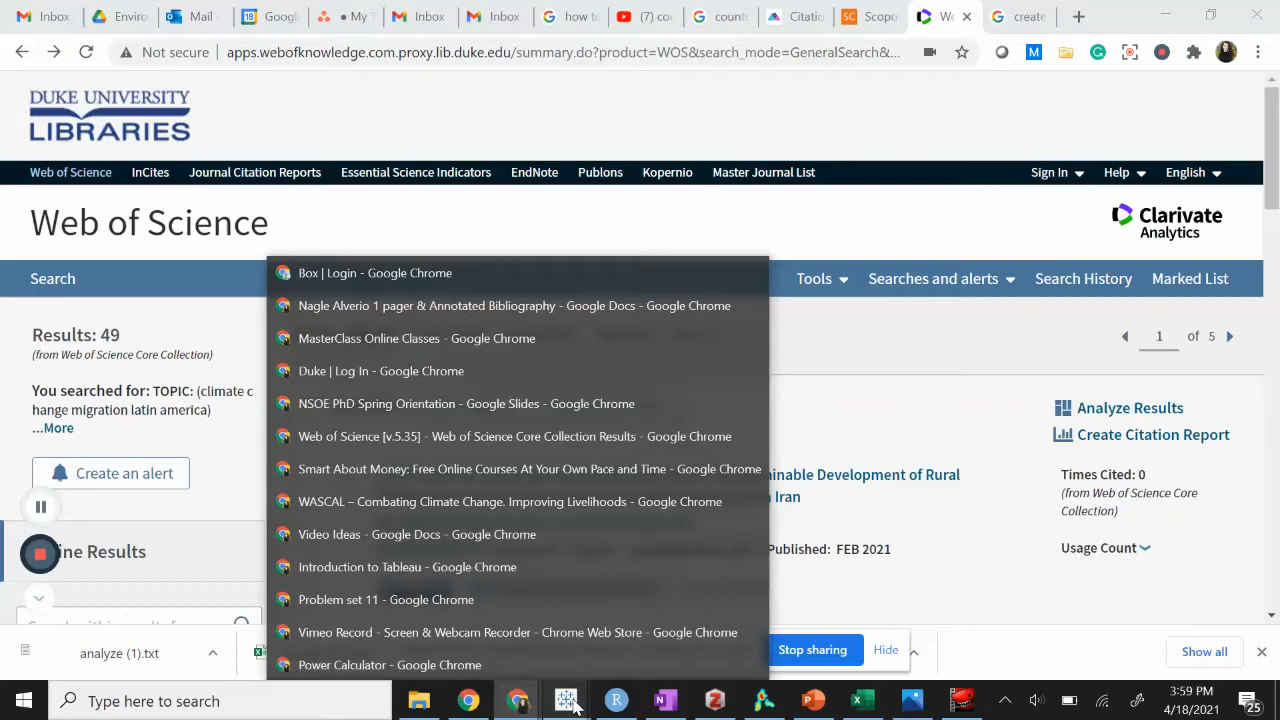 Inbox
Enviro
Mail
Googl
• My T
Inbox
Inbox
how to
(7) cou
count
Citatio
Scopu
We
create
Not secure
apps.webofknowledge.com.proxy.lib.duke.edu/summary.do?product=WOS&search_mode=GeneralSearch&...
DUKE UNIVERSITY
LIBRARIES
Web of Science
InCites
Journal Citation Reports
Essential Science Indicators
EndNote
Publons
Kopernio
Master Journal List
Sign In
Help
English
Web of Science
Clarivate
Analytics
Search
Tools
Searches and alerts
Search History
Marked List
Results: 49
(from Web of Science Core Collection)
You searched for: TOPIC: (climate c
hange migration latin america)
...More
Create an alert
ine Results
Box | Login - Google Chrome
Nagle Alverio 1 pager & Annotated Bibliography - Google Docs - Google Chrome
MasterClass Online Classes - Google Chrome
Duke | Log In - Google Chrome
NSOE PhD Spring Orientation - Google Slides - Google Chrome
Web of Science [v.5.35] - Web of Science Core Collection Results - Google Chrome
Smart About Money: Free Online Courses At Your Own Pace and Time - Google Chrome
WASCAL – Combating Climate Change. Improving Livelihoods - Google Chrome
Video Ideas - Google Docs - Google Chrome
Introduction to Tableau - Google Chrome
Problem set 11 - Google Chrome
Vimeo Record - Screen & Webcam Recorder - Chrome Web Store - Google Chrome
Power Calculator - Google Chrome
1 of 5
Analyze Results
Create Citation Report
ainable Development of Rural
Iran
Published: FEB 2021
Times Cited: 0
(from Web of Science Core
Collection)
Usage Count
analyze (1).txt
Stop sharing
Hide
Show all
Type here to search
3:59 PM
4/18/2021
25